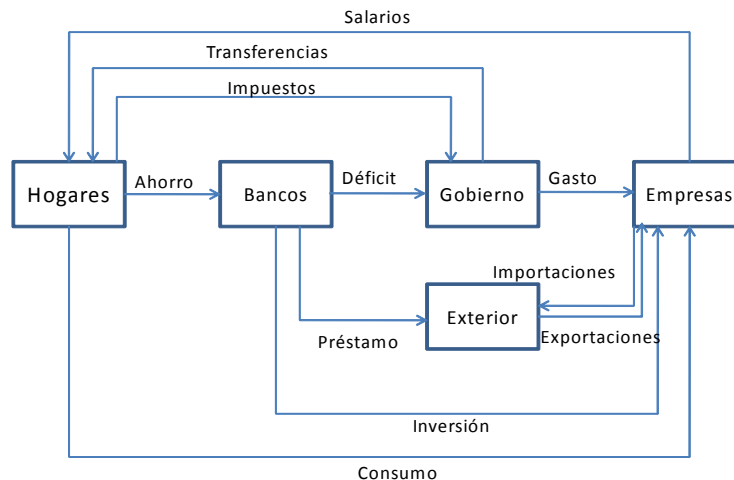 Salarios
Transferencias
Impuestos
Hogares
Ahorro
Bancos
Déficit
Gobierno
Gasto
Empresas
Importaciones
Exterior
Préstamo
Exportaciones
Inversión
Consumo